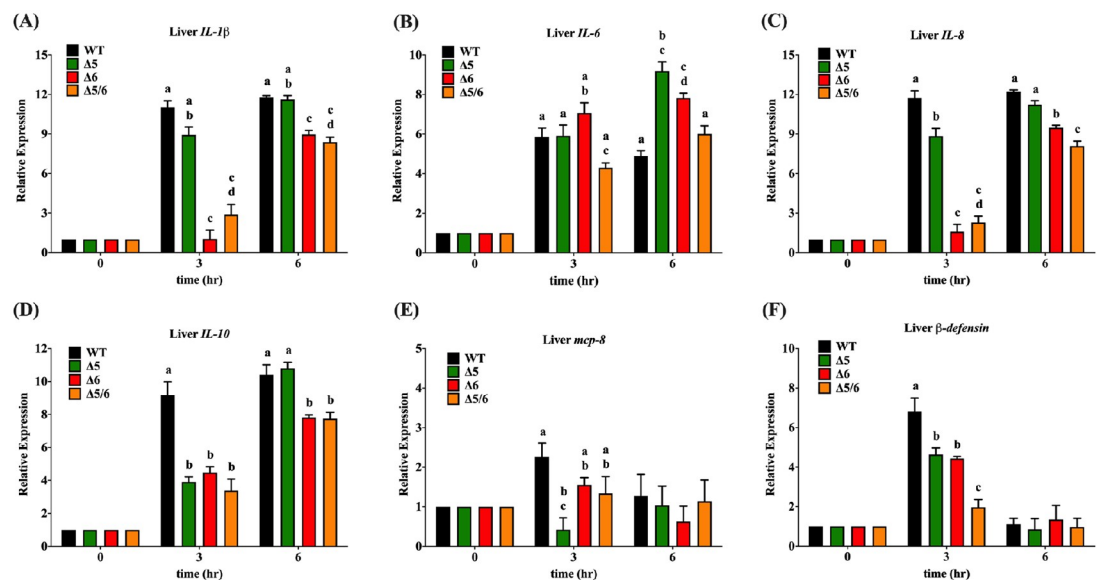 (A)
Liver IL-1β
WT
Δ5
Δ6
Δ5/6
Relative Expression
15
12
9
6
3
0
a
a
b
c
c
d
a
a
b
c
c
d
0
3
6
time (hr)
(B)
Liver IL-6
WT
Δ5
Δ6
Δ5/6
Relative Expression
10
8
6
4
2
0
a
a
a
b
a
c
a
b
c
c
d
a
0
3
6
time (hr)
(C)
Liver IL-8
WT
Δ5
Δ6
Δ5/6
Relative Expression
15
12
9
6
3
0
a
b
c
c
d
a
a
b
c
0
3
6
time (hr)
(D)
Liver IL-10
WT
Δ5
Δ6
Δ5/6
Relative Expression
12
10
8
6
4
2
0
a
b
b
b
a
a
b
b
0
3
6
time (hr)
(E)
Liver mcp-8
WT
Δ5
Δ6
Δ5/6
Relative Expression
5
4
3
2
1
0
a
b
c
a
b
a
b
0
3
6
time (hr)
(F)
Liver β-defensin
WT
Δ5
Δ6
Δ5/6
Relative Expression
10
8
6
4
2
0
a
b
b
c
0
3
6
time (hr)